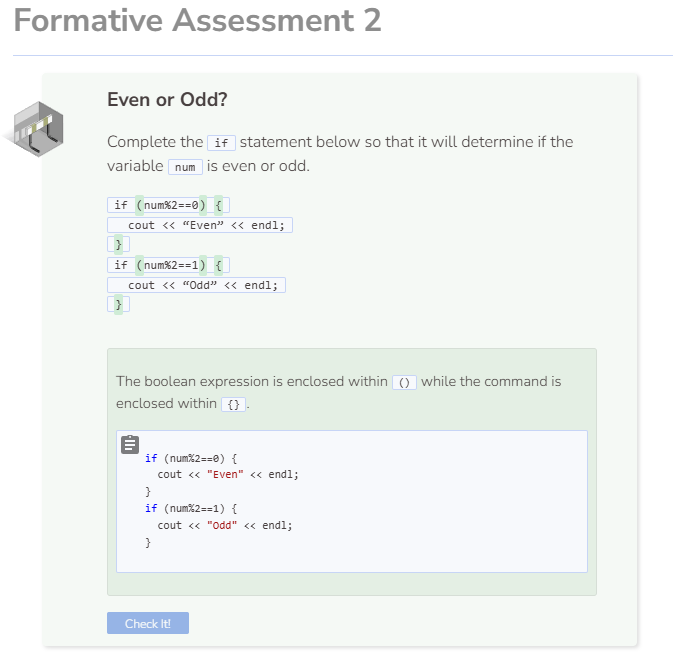 Formative Assessment 2
Even or Odd?
Complete the if statement below so that it will determine if the
variable num is even or odd.
if (num%2==0) {
cout << “Even” << endl;
}
if (num%2==1) {
cout << “Odd” << endl;
}
The boolean expression is enclosed within () while the command is
enclosed within {}.
if (num%2==0) {
cout << "Even" << endl;
}
if (num%2==1) {
cout << "Odd" << endl;
}
Check It!